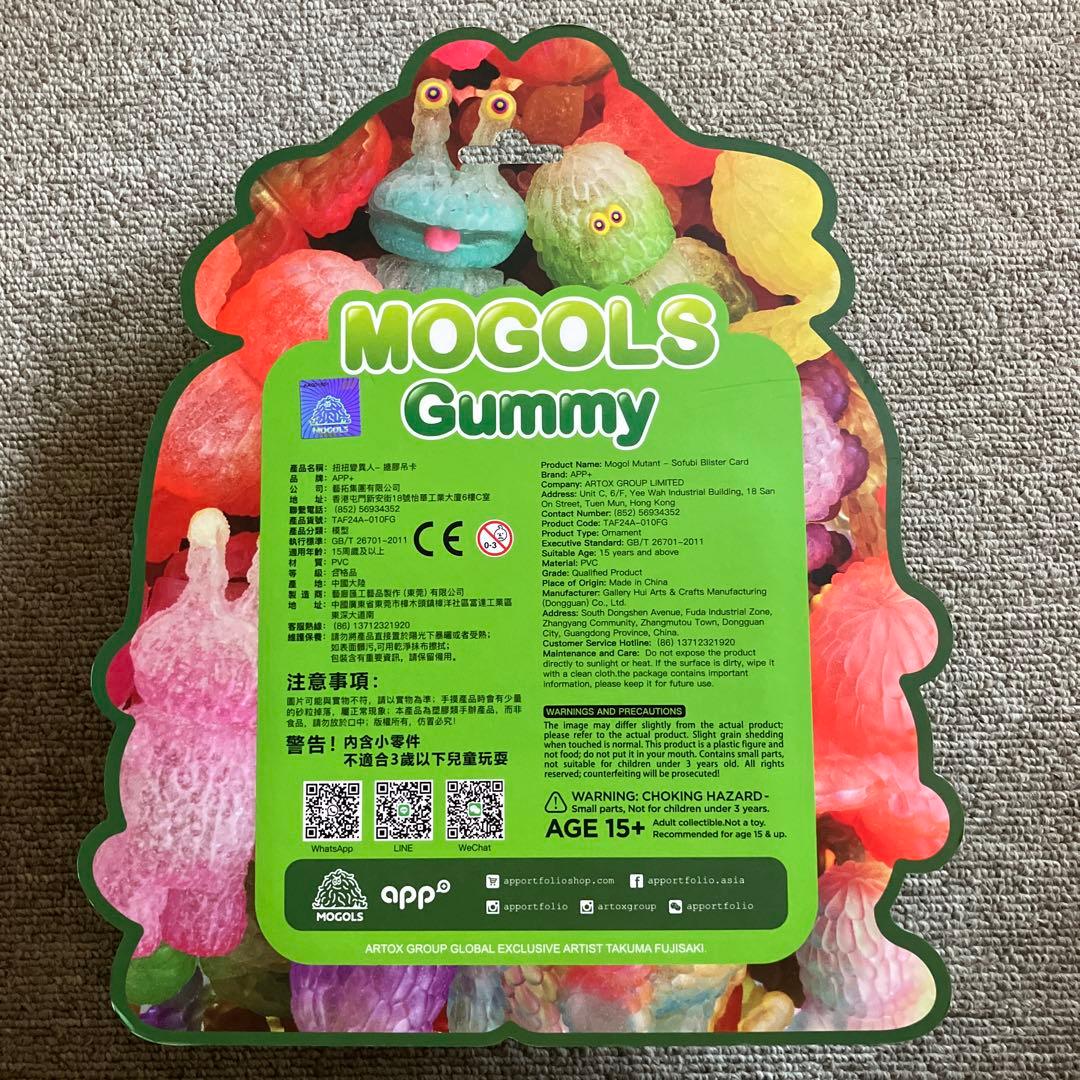 MOGOLS
Gummy
MOGOLS
產品名稱：扭扭變異人- 搪膠吊卡
品　　牌：APP+
公　　司：藝拓集團有限公司
地　　址：香港屯門新安街18號怡華工業大廈6樓C室
聯繫電話：(852) 56934352
產品貨號：TAF24A-010FG
產品分類：模型
執行標準：GB/T 26701-2011
適用年齡：15周歲及以上
材　　質：PVC
等　　級：合格品
產　　地：中國大陸
製 造 商：藝廊匯工藝品製作 (東莞) 有限公司
地　　址：中國廣東省東莞市樟木頭鎮樟洋社區富達工業區
東深大道南
客服熱線：(86) 13712321920
維護保養：請勿將產品直接置於陽光下暴曬或者受熱；
如表面髒污,可用乾淨抹布擦拭；
包裝含有重要資訊，請保留備用。
CE
0-3
注意事項：
圖片可能與實物不符，請以實物為準；手摸產品時會有少量
的砂粒掉落，屬正常現象；本產品為塑膠類手辦產品，而非
食品，請勿放於口中；版權所有，仿冒必究！
警告！內含小零件
不適合3歲以下兒童玩耍
WhatsApp
LINE
WeChat
Product Name: Mogol Mutant - Sofubi Blister Card
Brand: APP+
Company: ARTOX GROUP LIMITED
Address: Unit C, 6/F, Yee Wah Industrial Building, 18 San
On Street, Tuen Mun, Hong Kong
Contact Number: (852) 56934352
Product Code: TAF24A-010FG
Product Type: Ornament
Executive Standard: GB/T 26701-2011
Suitable Age: 15 years and above
Material: PVC
Grade: Qualified Product
Place of Origin: Made in China
Manufacturer: Gallery Hui Arts & Crafts Manufacturing
(Dongguan) Co., Ltd.
Address: South Dongshen Avenue, Fuda Industrial Zone,
Zhangyang Community, Zhangmutou Town, Dongguan
City, Guangdong Province, China.
Customer Service Hotline: (86) 13712321920
Maintenance and Care: Do not expose the product
directly to sunlight or heat. If the surface is dirty, wipe it
with a clean cloth.the package contains important
information, please keep it for future use.
WARNINGS AND PRECAUTIONS
The image may differ slightly from the actual product;
please refer to the actual product. Slight grain shedding
when touched is normal. This product is a plastic figure and
not food; do not put it in your mouth. Contains small parts,
not suitable for children under 3 years old. All rights
reserved; counterfeiting will be prosecuted!
WARNING: CHOKING HAZARD-
Small parts, Not for children under 3 years.
AGE 15+ Adult collectible.Not a toy.
Recommended for age 15 & up.
MOGOLS
app+
apportfolioshop.com
apportfolio.asia
apportfolio
artoxgroup
apportfolio
ARTOX GROUP GLOBAL EXCLUSIVE ARTIST TAKUMA FUJISAKI.